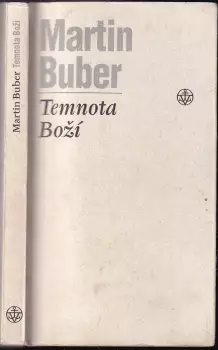 Martin Buber Temnota Boží
Martin
Buber
Temnota
Boží